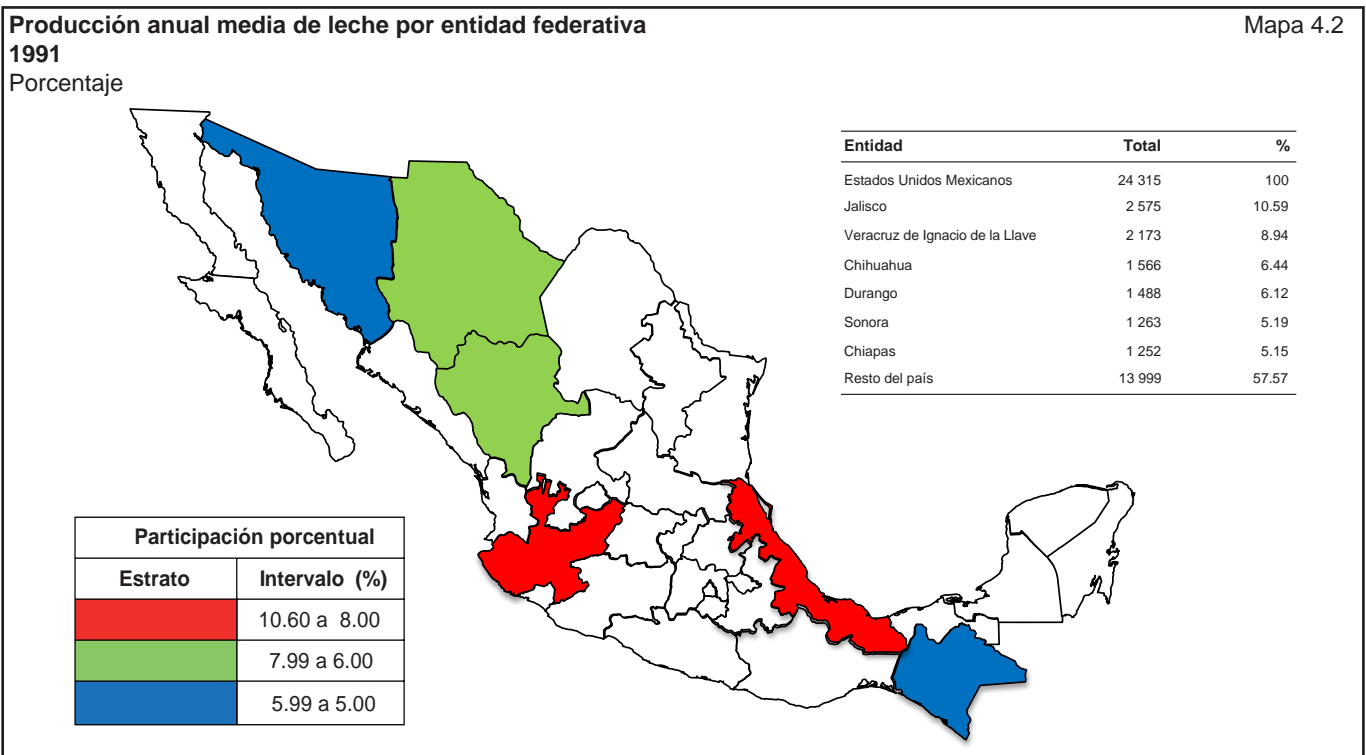 Producción anual media de leche por entidad federativa
Mapa 4.2
1991
Porcentaje
Entidad Total %
Estados Unidos Mexicanos 24 315 100
Jalisco 2 575 10.59
Veracruz de Ignacio de la Llave 2 173 8.94
Chihuahua 1 566 6.44
Durango 1 488 6.12
Sonora 1 263 5.19
Chiapas 1 252 5.15
Resto del país 13 999 57.57
Participación porcentual
Estrato Intervalo (%)
10.60 a 8.00
7.99 a 6.00
5.99 a 5.00